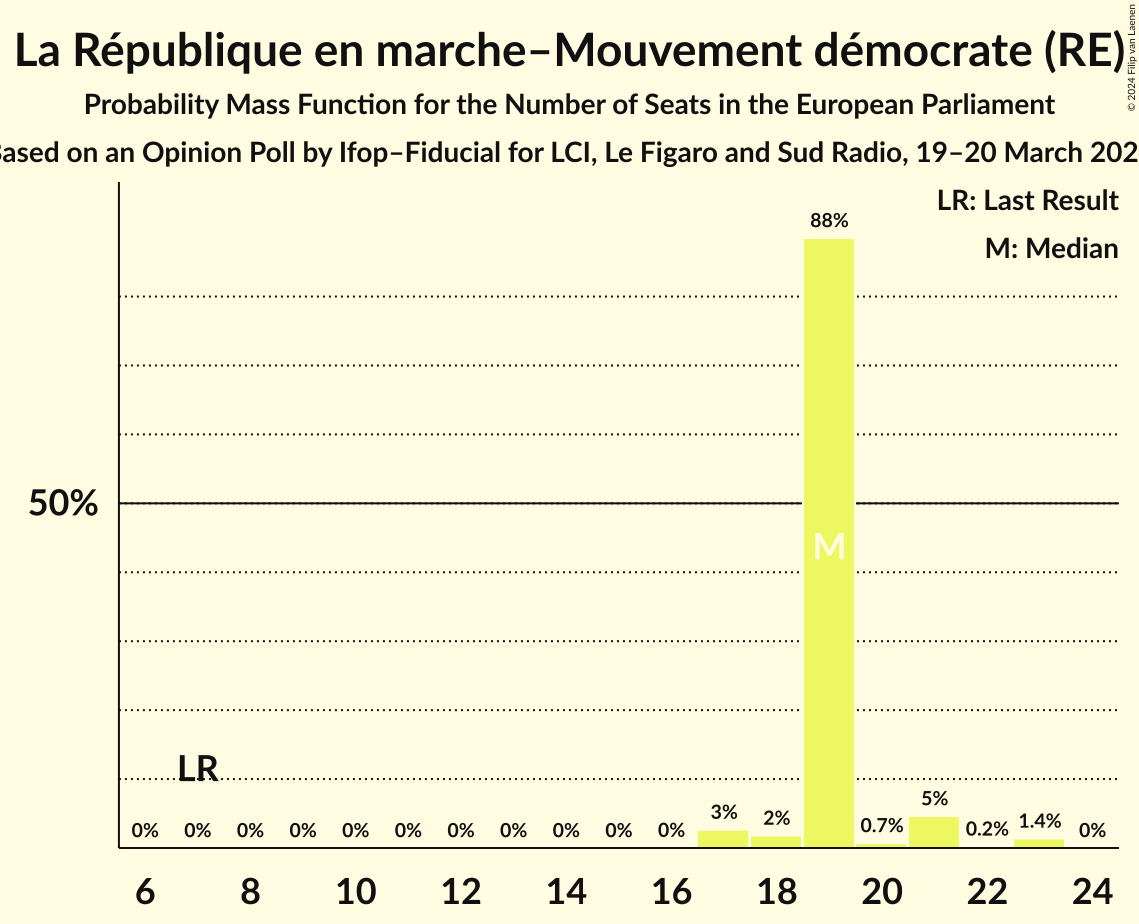 La République en marche–Mouvement démocrate (RE)
© 2024 Filip van Laenen
Probability Mass Function for the Number of Seats in the European Parliament
Based on an Opinion Poll by Ifop–Fiducial for LCI, Le Figaro and Sud Radio, 19–20 March 202
LR: Last Result
M: Median
88%
50%
M
LR
0% 0% 0% 0% 0% 0% 0% 0% 0% 0% 0% 3% 2% 0.7% 5% 0.2% 1.4% 0%
6 8 10 12 14 16 18 20 22 24